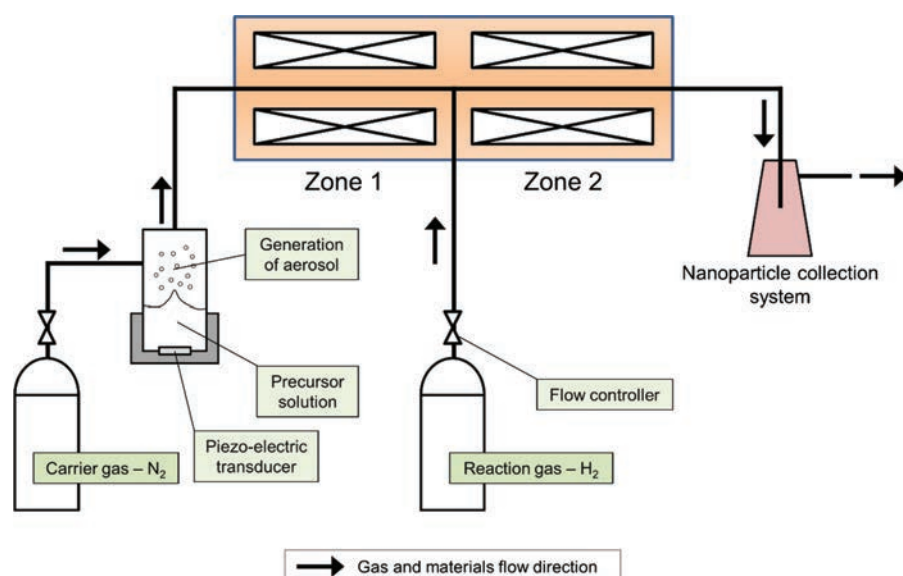 Zone 1
Zone 2
Generation
of aerosol
Nanoparticle collection
system
Precursor
solution
Flow controller
Piezo-electric
transducer
Carrier gas – N₂
Reaction gas – H₂
Gas and materials flow direction